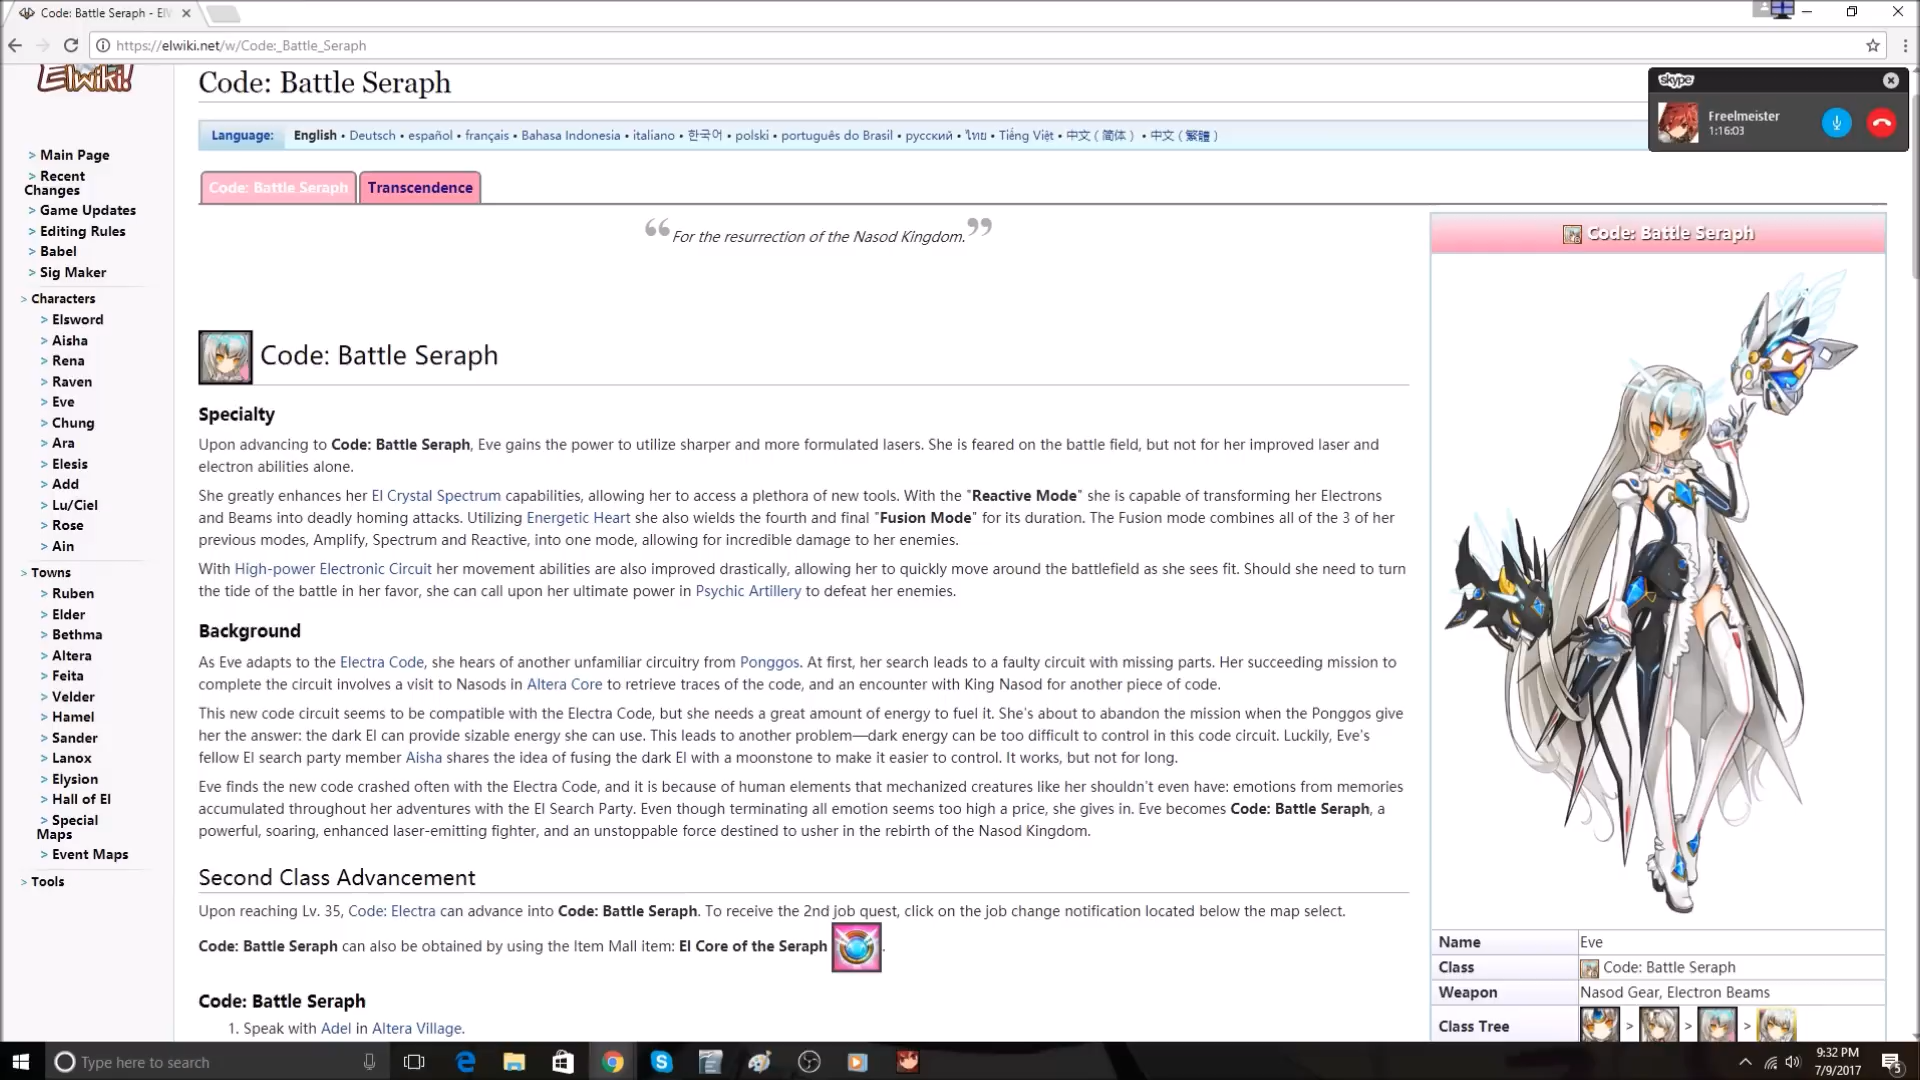 Code: Battle Seraph - ElW
https://elwiki.net/w/Code:_Battle_Seraph
Elwiki!
> Main Page
> Recent
Changes
> Game Updates
> Editing Rules
> Babel
> Sig Maker
> Characters
> Elsword
> Aisha
> Rena
> Raven
> Eve
> Chung
> Ara
> Elesis
> Add
> Lu/Ciel
> Rose
> Ain
> Towns
> Ruben
> Elder
> Bethma
> Altera
> Feita
> Velder
> Hamel
> Sander
> Lanox
> Elysion
> Hall of El
> Special
Maps
> Event Maps
> Tools
Code: Battle Seraph
Language: English • Deutsch • español • français • Bahasa Indonesia • italiano • 한국어 • polski • português do Brasil • русский • ไทย • Tiếng Việt • 中文（简体） • 中文（繁體）
skype
Freelmeister
1:16:03
Code: Battle Seraph
Transcendence
“For the resurrection of the Nasod Kingdom.”
Code: Battle Seraph
Specialty
Upon advancing to Code: Battle Seraph, Eve gains the power to utilize sharper and more formulated lasers. She is feared on the battle field, but not for her improved laser and
electron abilities alone.
She greatly enhances her El Crystal Spectrum capabilities, allowing her to access a plethora of new tools. With the "Reactive Mode" she is capable of transforming her Electrons
and Beams into deadly homing attacks. Utilizing Energetic Heart she also wields the fourth and final "Fusion Mode" for its duration. The Fusion mode combines all of the 3 of her
previous modes, Amplify, Spectrum and Reactive, into one mode, allowing for incredible damage to her enemies.
With High-power Electronic Circuit her movement abilities are also improved drastically, allowing her to quickly move around the battlefield as she sees fit. Should she need to turn
the tide of the battle in her favor, she can call upon her ultimate power in Psychic Artillery to defeat her enemies.
Background
As Eve adapts to the Electra Code, she hears of another unfamiliar circuitry from Ponggos. At first, her search leads to a faulty circuit with missing parts. Her succeeding mission to
complete the circuit involves a visit to Nasods in Altera Core to retrieve traces of the code, and an encounter with King Nasod for another piece of code.
This new code circuit seems to be compatible with the Electra Code, but she needs a great amount of energy to fuel it. She's about to abandon the mission when the Ponggos give
her the answer: the dark El can provide sizable energy she can use. This leads to another problem—dark energy can be too difficult to control in this code circuit. Luckily, Eve's
fellow El search party member Aisha shares the idea of fusing the dark El with a moonstone to make it easier to control. It works, but not for long.
Eve finds the new code crashed often with the Electra Code, and it is because of human elements that mechanized creatures like her shouldn't even have: emotions from memories
accumulated throughout her adventures with the El Search Party. Even though terminating all emotion seems too high a price, she gives in. Eve becomes Code: Battle Seraph, a
powerful, soaring, enhanced laser-emitting fighter, and an unstoppable force destined to usher in the rebirth of the Nasod Kingdom.
Second Class Advancement
Upon reaching Lv. 35, Code: Electra can advance into Code: Battle Seraph. To receive the 2nd job quest, click on the job change notification located below the map select.
Code: Battle Seraph can also be obtained by using the Item Mall item: El Core of the Seraph .
Code: Battle Seraph
1. Speak with Adel in Altera Village.
Code: Battle Seraph
Name Eve
Class Code: Battle Seraph
Weapon Nasod Gear, Electron Beams
Class Tree > > >
Type here to search
9:32 PM
7/9/2017
5